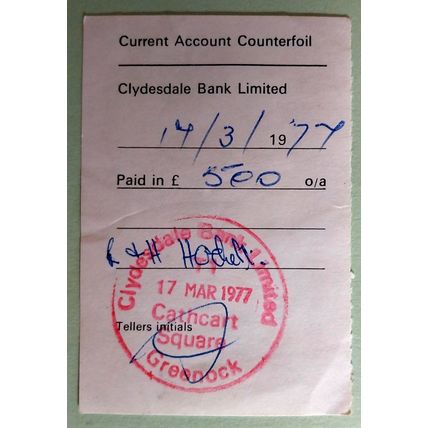 Current Account Counterfoil
Clydesdale Bank Limited
14/3/1977
Paid in £ 500 o/a
R & H
Clydesdale Bank Limited
17 MAR 1977
Tellers initials
Cathcart
Square
Greenock